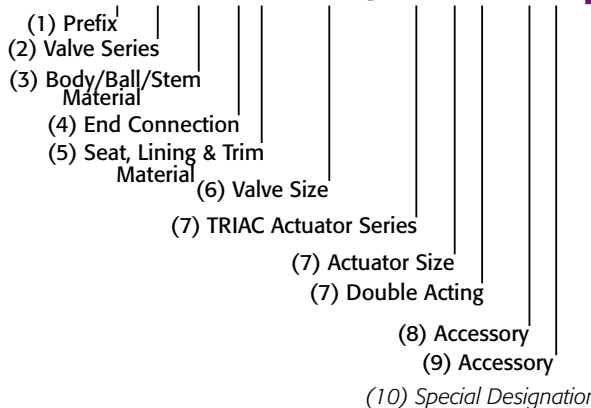 (1) Prefix
(2) Valve Series
(3) Body/Ball/Stem
Material
(4) End Connection
(5) Seat, Lining & Trim
Material
(6) Valve Size
(7) TRIAC Actuator Series
(7) Actuator Size
(7) Double Acting
(8) Accessory
(9) Accessory
(10) Special Designation